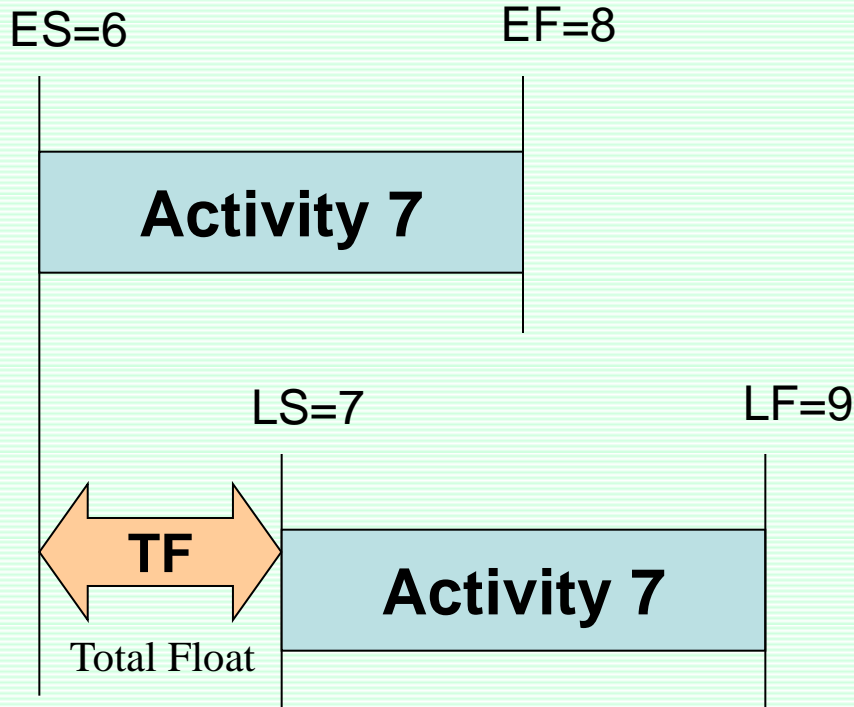 ES=6
EF=8
Activity 7
LS=7
LF=9
TF
Activity 7
Total Float